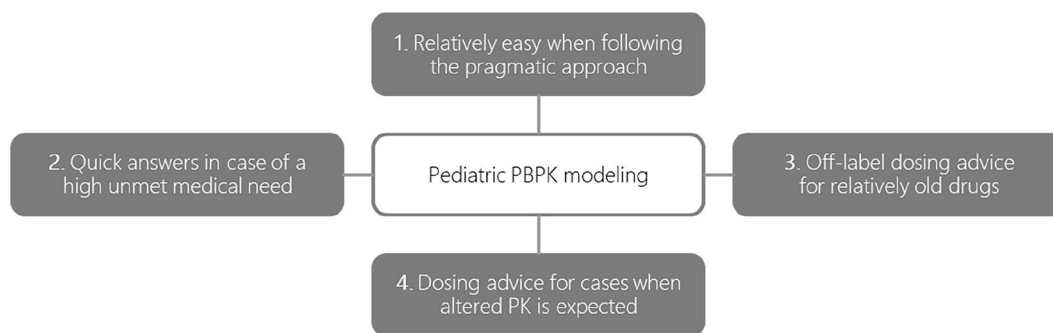 1. Relatively easy when following
the pragmatic approach
2. Quick answers in case of a
high unmet medical need
Pediatric PBPK modeling
3. Off-label dosing advice
for relatively old drugs
4. Dosing advice for cases when
altered PK is expected